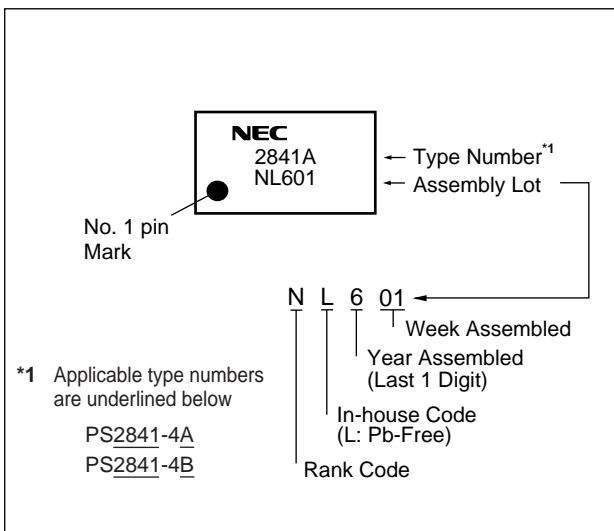 NEC
2841A
NL601
Type Number*1
Assembly Lot
No. 1 pin
Mark
N L 6 01
Week Assembled
Year Assembled
(Last 1 Digit)
In-house Code
(L: Pb-Free)
Rank Code
*1 Applicable type numbers
are underlined below
PS2841-4A
PS2841-4B